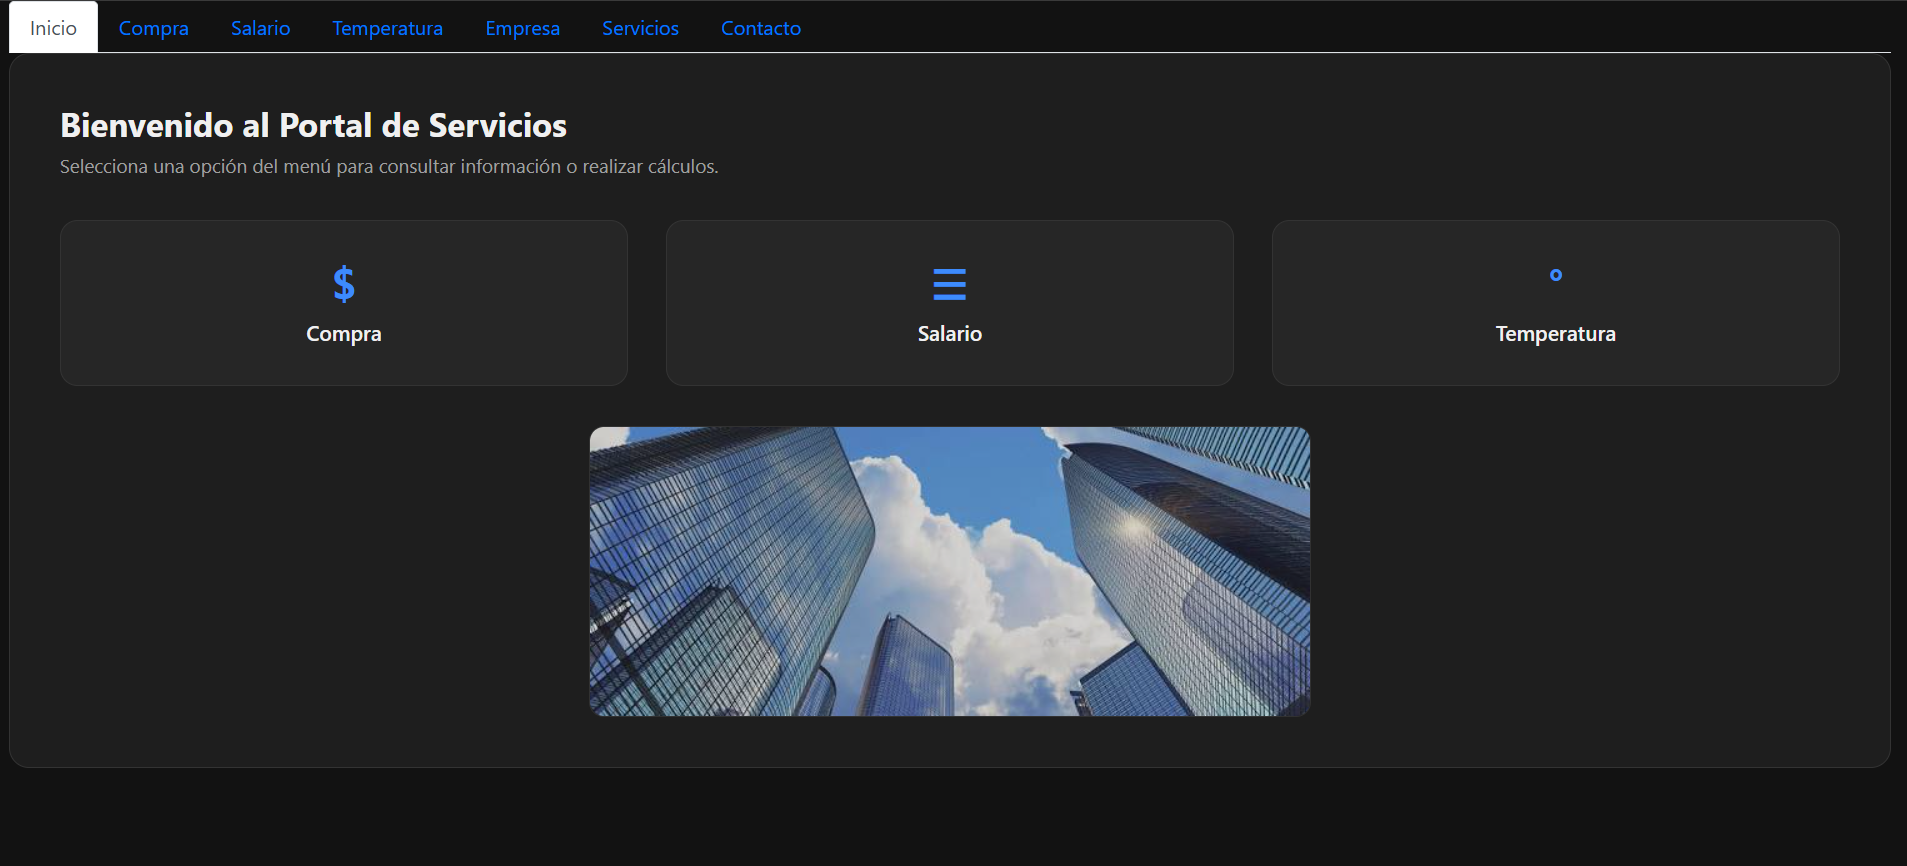 Inicio Compra Salario Temperatura Empresa Servicios Contacto
Bienvenido al Portal de Servicios
Selecciona una opción del menú para consultar información o realizar cálculos.
$ ☰ °
Compra Salario Temperatura